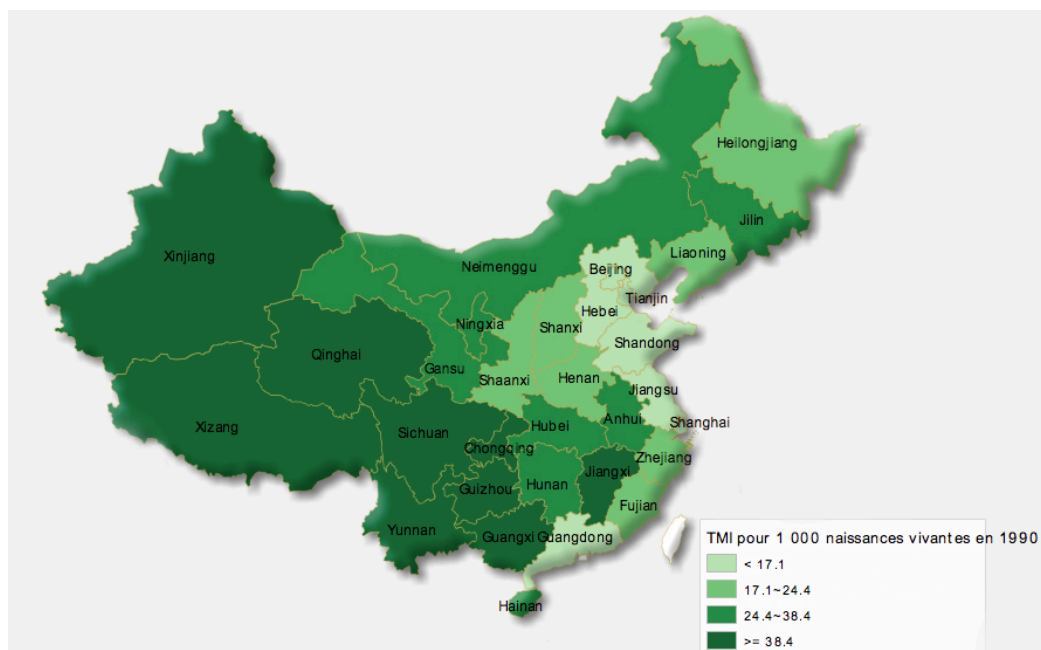 Heilongjiang
Jilin
Liaoning
Xinjiang
Neimenggu
Beijing
Tianjin
Hebei
Ningxia
Shanxi
Shandong
Qinghai
Gansu
Shaanxi
Henan
Jiangsu
Xizang
Sichuan
Hubei
Anhui
Shanghai
Chongqing
Zhejiang
Jiangxi
Guizhou
Hunan
Fujian
Yunnan
Guangxi
Guangdong
Hainan
TMI pour 1 000 naissances vivantes en 1990
< 17.1
17.1~24.4
24.4~38.4
>= 38.4